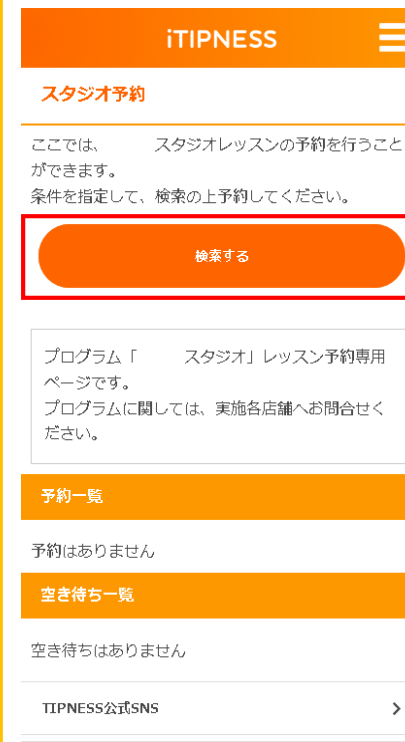 iTIPNESS
スタジオ予約
ここでは、　　　スタジオレッスンの予約を行うこと
ができます。
条件を指定して、検索の上予約してください。
検索する
プログラム「　　　スタジオ」レッスン予約専用
ページです。
プログラムに関しては、実施各店舗へお問合せく
ださい。
予約一覧
予約はありません
空き待ち一覧
空き待ちはありません
TIPNESS公式SNS